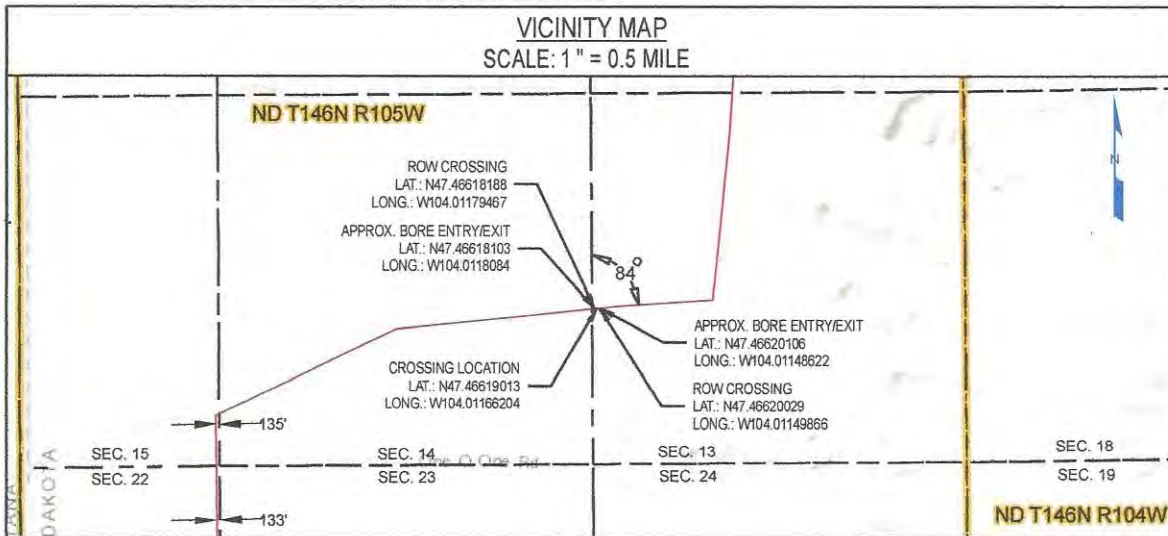 VICINITY MAP
SCALE: 1 " = 0.5 MILE
ND T146N R105W
N
ROW CROSSING
LAT.: N47.46618188
LONG.: W104.01179467
APPROX. BORE ENTRY/EXIT
LAT.: N47.46618103
LONG.: W104.0118084
84°
APPROX. BORE ENTRY/EXIT
LAT.: N47.46620106
LONG.: W104.01148622
CROSSING LOCATION
LAT.: N47.46619013
LONG.: W104.01166204
ROW CROSSING
LAT.: N47.46620029
LONG.: W104.01149866
135'
SEC. 15
SEC. 14
SEC. 13
SEC. 18
SEC. 22
SEC. 23
SEC. 24
SEC. 19
DAKOTA
133'
ND T146N R104W